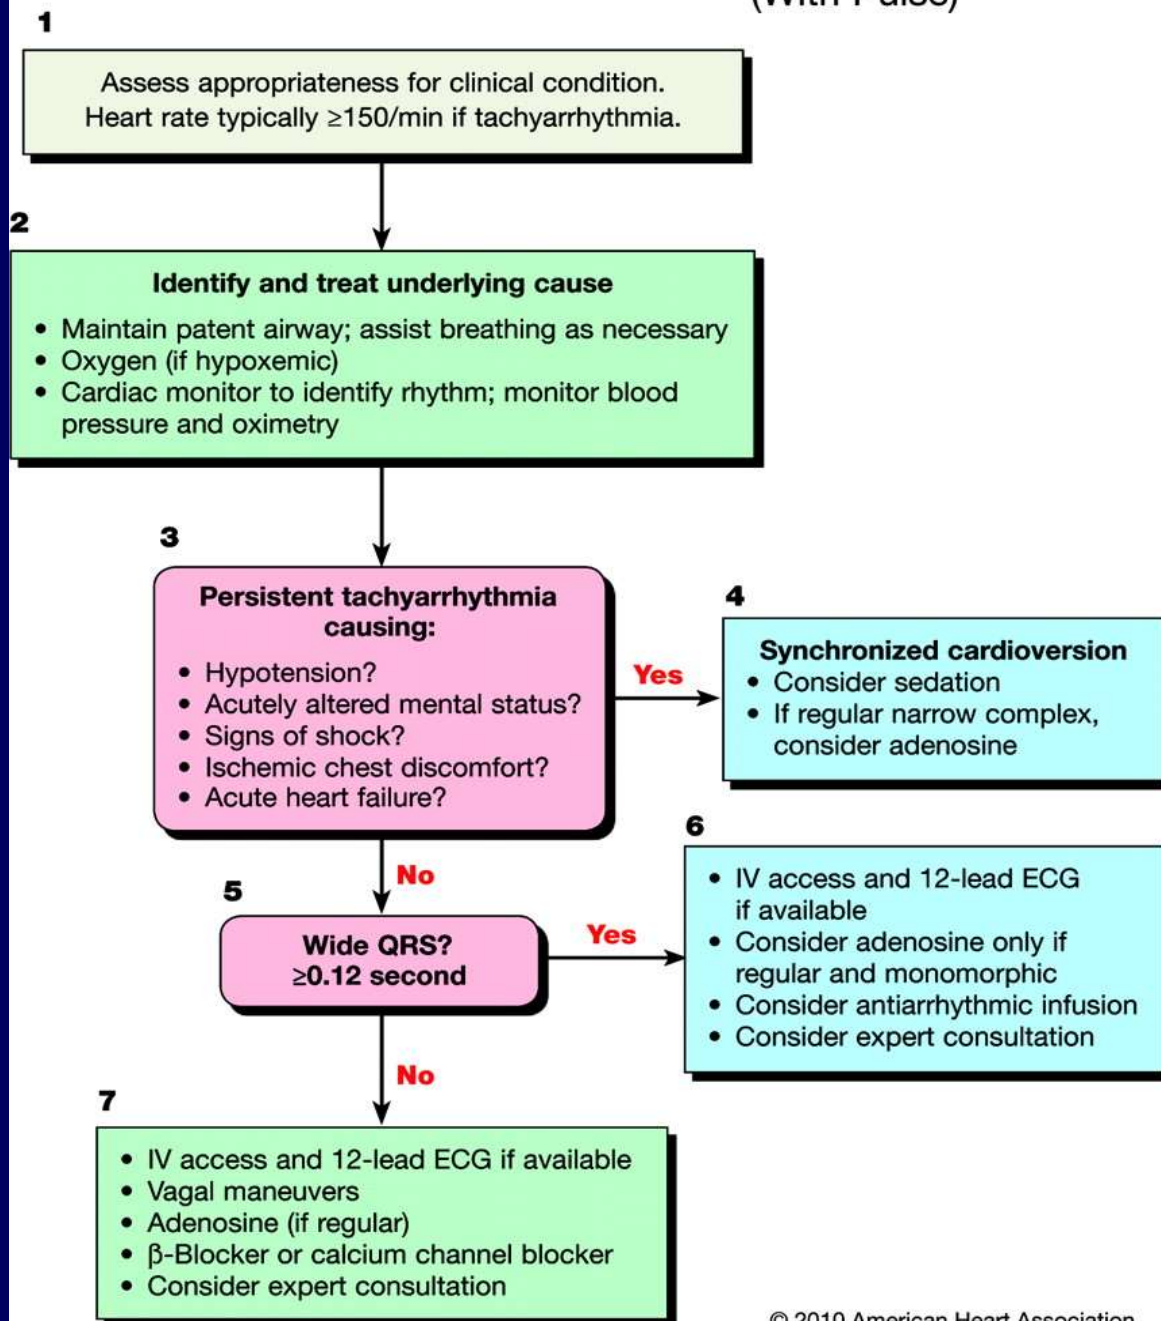 (With Pulse)
1
Assess appropriateness for clinical condition.
Heart rate typically ≥150/min if tachyarrhythmia.
2
Identify and treat underlying cause
• Maintain patent airway; assist breathing as necessary
• Oxygen (if hypoxemic)
• Cardiac monitor to identify rhythm; monitor blood
pressure and oximetry
3
Persistent tachyarrhythmia
causing:
• Hypotension?
• Acutely altered mental status?
• Signs of shock?
• Ischemic chest discomfort?
• Acute heart failure?
Yes
4
Synchronized cardioversion
• Consider sedation
• If regular narrow complex,
consider adenosine
No
5
Wide QRS?
≥0.12 second
Yes
6
• IV access and 12-lead ECG
if available
• Consider adenosine only if
regular and monomorphic
• Consider antiarrhythmic infusion
• Consider expert consultation
No
7
• IV access and 12-lead ECG if available
• Vagal maneuvers
• Adenosine (if regular)
• β-Blocker or calcium channel blocker
• Consider expert consultation
© 2010 American Heart Association